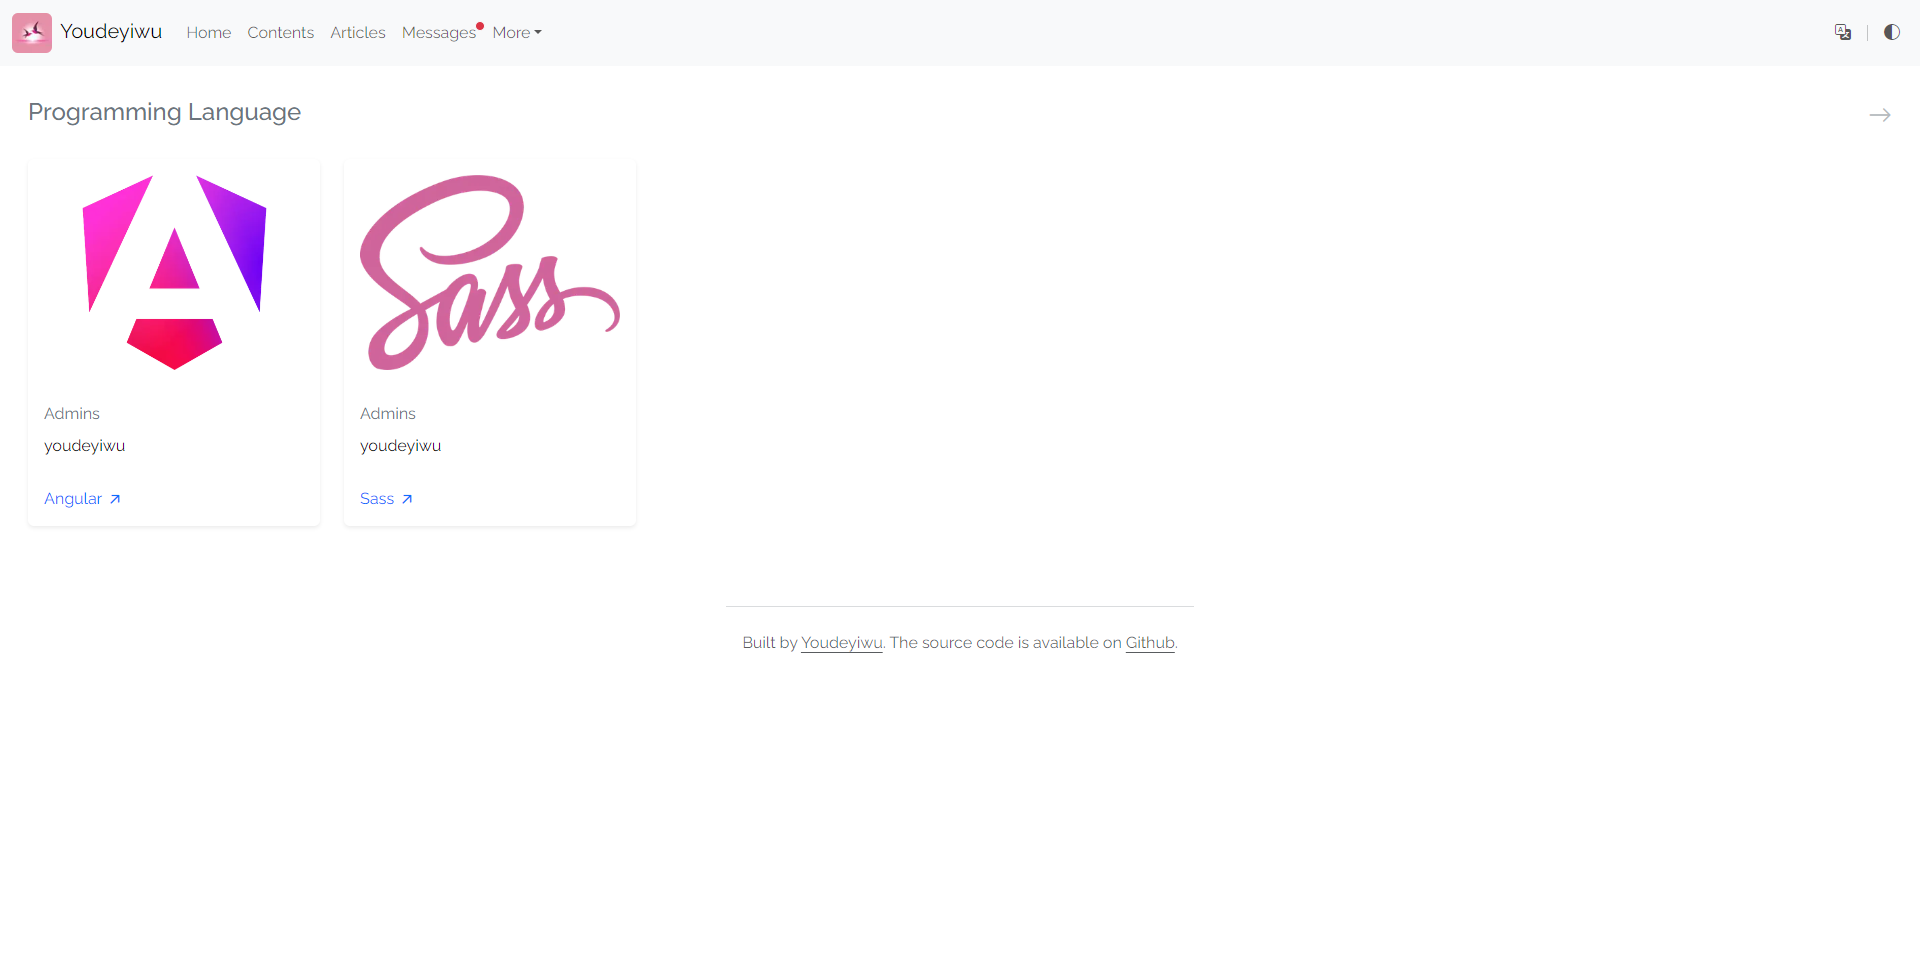 Youdeyiwu Home Contents Articles Messages More
Programming Language
Sass
Admins
youdeyiwu
Angular
Admins
youdeyiwu
Sass
Built by Youdeyiwu. The source code is available on Github.